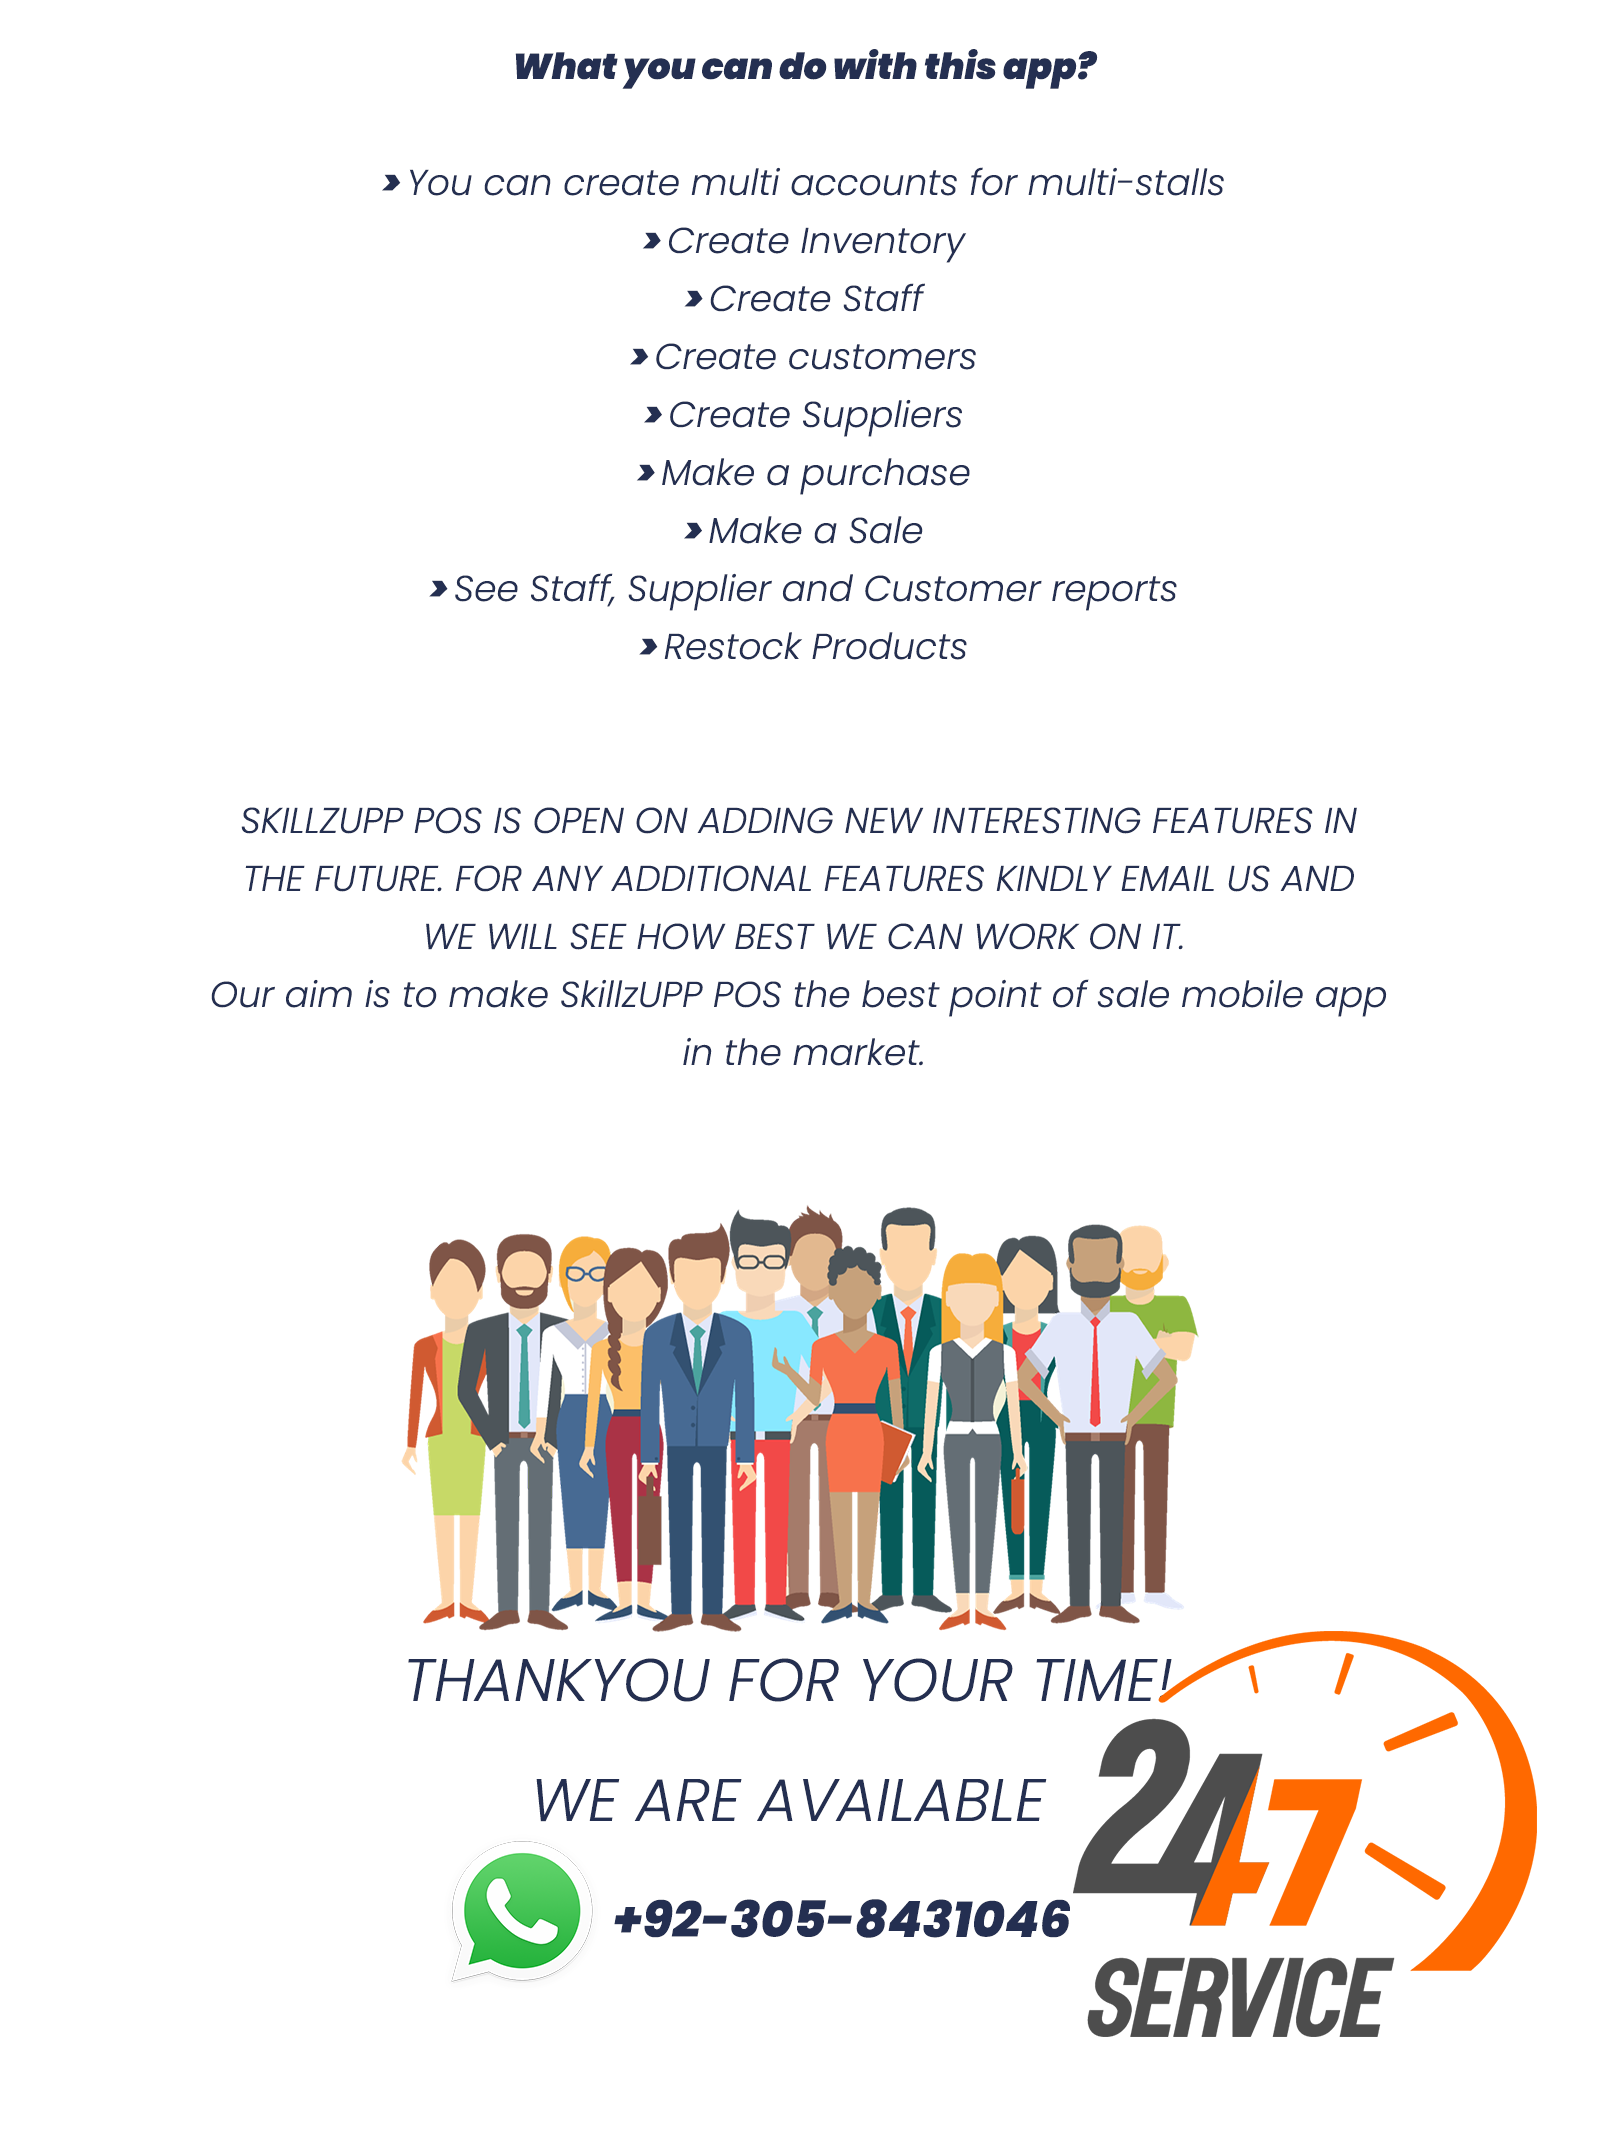 What you can do with this app?
› You can create multi accounts for multi-stalls
› Create Inventory
› Create Staff
› Create customers
› Create Suppliers
› Make a purchase
› Make a Sale
› See Staff, Supplier and Customer reports
› Restock Products
SKILLZUPP POS IS OPEN ON ADDING NEW INTERESTING FEATURES IN
THE FUTURE. FOR ANY ADDITIONAL FEATURES KINDLY EMAIL US AND
WE WILL SEE HOW BEST WE CAN WORK ON IT.
Our aim is to make SkillzUPP POS the best point of sale mobile app
in the market.
THANKYOU FOR YOUR TIME!
WE ARE AVAILABLE
247
+92-305-8431046
SERVICE